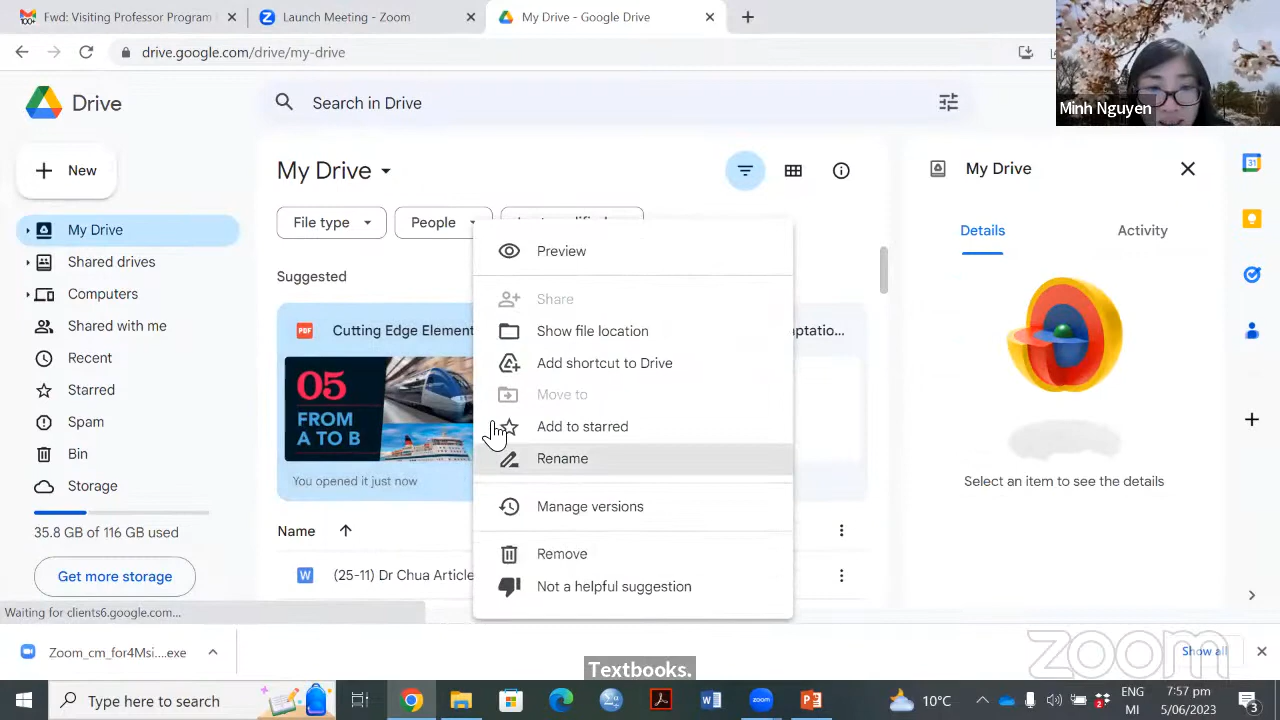 Fwd: Visiting Professor Program
Launch Meeting - Zoom
My Drive - Google Drive
drive.google.com/drive/my-drive
Minh Nguyen
Drive
Search in Drive
New
My Drive
Shared drives
Computers
Shared with me
Recent
Starred
Spam
Bin
Storage
35.8 GB of 116 GB used
Get more storage
My Drive
File type
People
Suggested
PDF
Cutting Edge Element
05
FROM
A TO B
You opened it just now
aptatio...
Name
W
(25-11) Dr Chua Article
Preview
Share
Show file location
Add shortcut to Drive
Move to
Add to starred
Rename
Manage versions
Remove
Not a helpful suggestion
My Drive
Details
Activity
Select an item to see the details
31
Waiting for clients6.google.com...
Zoom_cm_for4Msi....exe
Show all
zoom
Textbooks.
Type here to search
10°C
ENG
MI
7:57 pm
5/06/2023
3